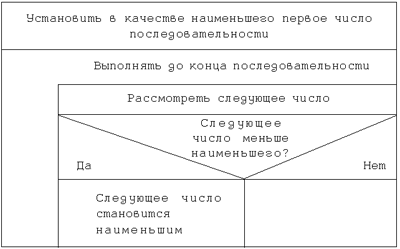 Установить в качестве наименьшего первое число
последовательности
Выполнять до конца последовательности
Рассмотреть следующее число
Следующее
число меньше
наименьшего?
Да
Нет
Следующее число
становится
наименьшим